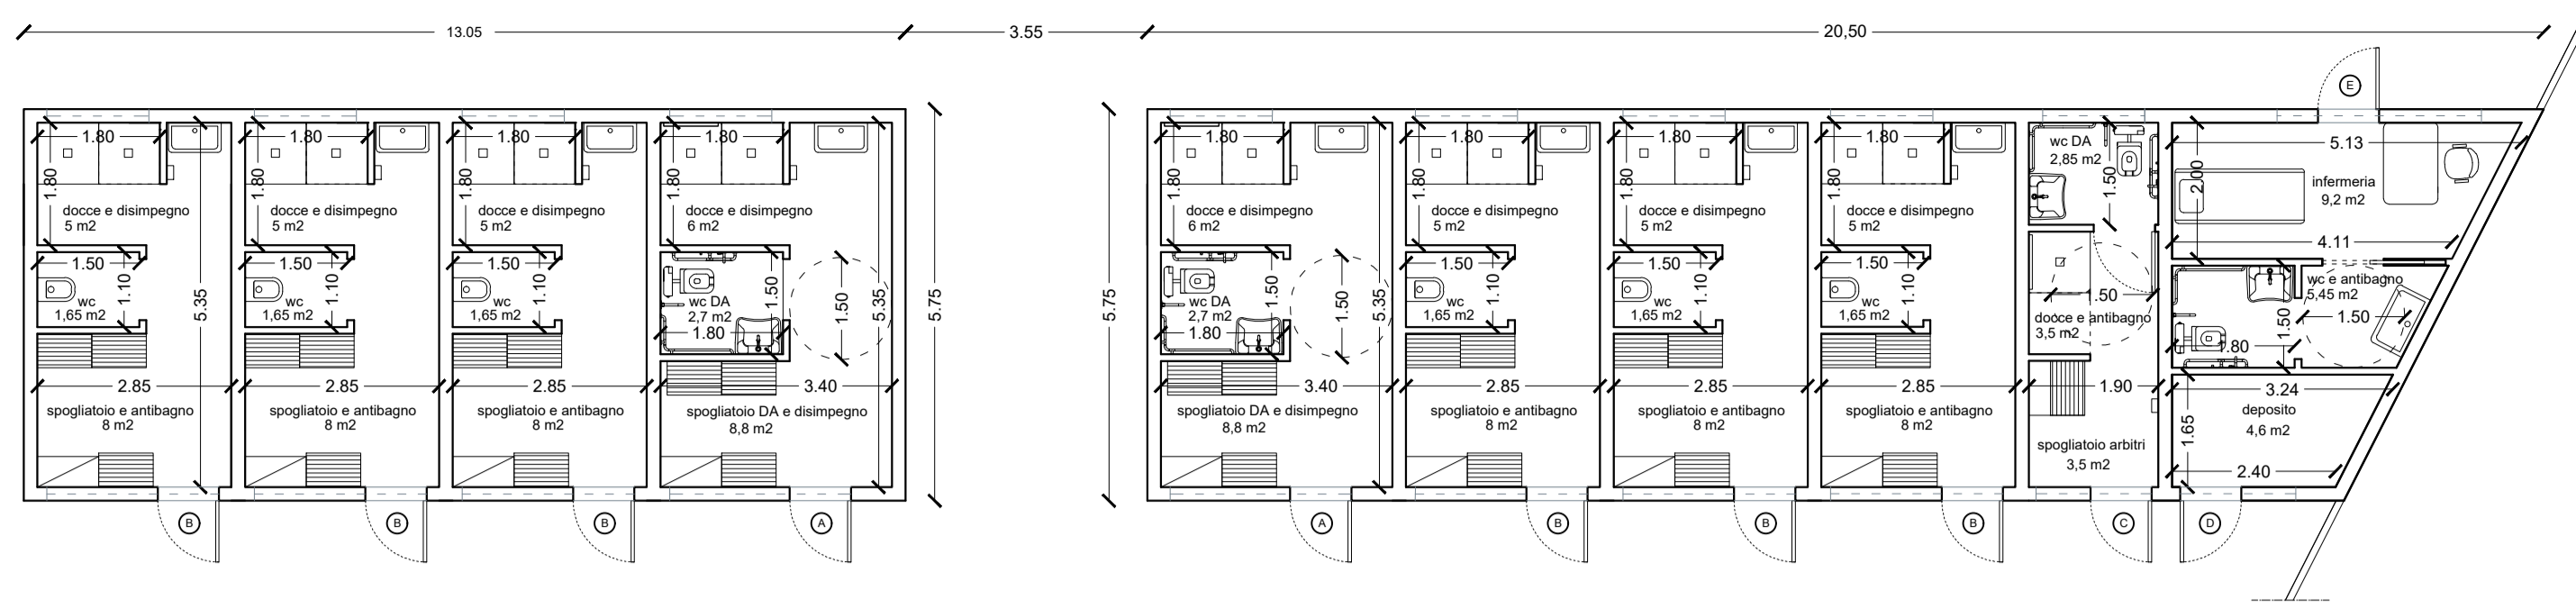 13.05
3.55
20,50
E
1.80
1.80
1.80
1.80
1.80
1.80
1.80
1.80
wc DA
2,85 m2
5.13
1.80
1.80
1.80
1.80
1.80
1.80
1.80
1.80
1.50
2.00
infermeria
9,2 m2
docce e disimpegno
5 m2
docce e disimpegno
5 m2
docce e disimpegno
5 m2
docce e disimpegno
6 m2
docce e disimpegno
6 m2
docce e disimpegno
5 m2
docce e disimpegno
5 m2
docce e disimpegno
5 m2
4.11
1.50
1.10
wc
1,65 m2
5.35
1.50
1.10
wc
1,65 m2
1.50
1.10
wc
1,65 m2
wc DA
2,7 m2
1.50
1.80
1.50
5.35
5.75
5.75
wc DA
2,7 m2
1.50
1.80
1.50
5.35
1.50
1.10
wc
1,65 m2
1.50
1.10
wc
1,65 m2
1.50
1.10
wc
1,65 m2
1.50
docce e antibagno
3,5 m2
wc e antibagno
5,45 m2
1.50
1.50
1.80
2.85
2.85
2.85
3.40
3.40
2.85
2.85
2.85
1.90
3.24
spogliatoio e antibagno
8 m2
spogliatoio e antibagno
8 m2
spogliatoio e antibagno
8 m2
spogliatoio DA e disimpegno
8,8 m2
spogliatoio DA e disimpegno
8,8 m2
spogliatoio e antibagno
8 m2
spogliatoio e antibagno
8 m2
spogliatoio e antibagno
8 m2
spogliatoio arbitri
3,5 m2
deposito
4,6 m2
1.65
2.40
B
B
B
A
A
B
B
B
C
D